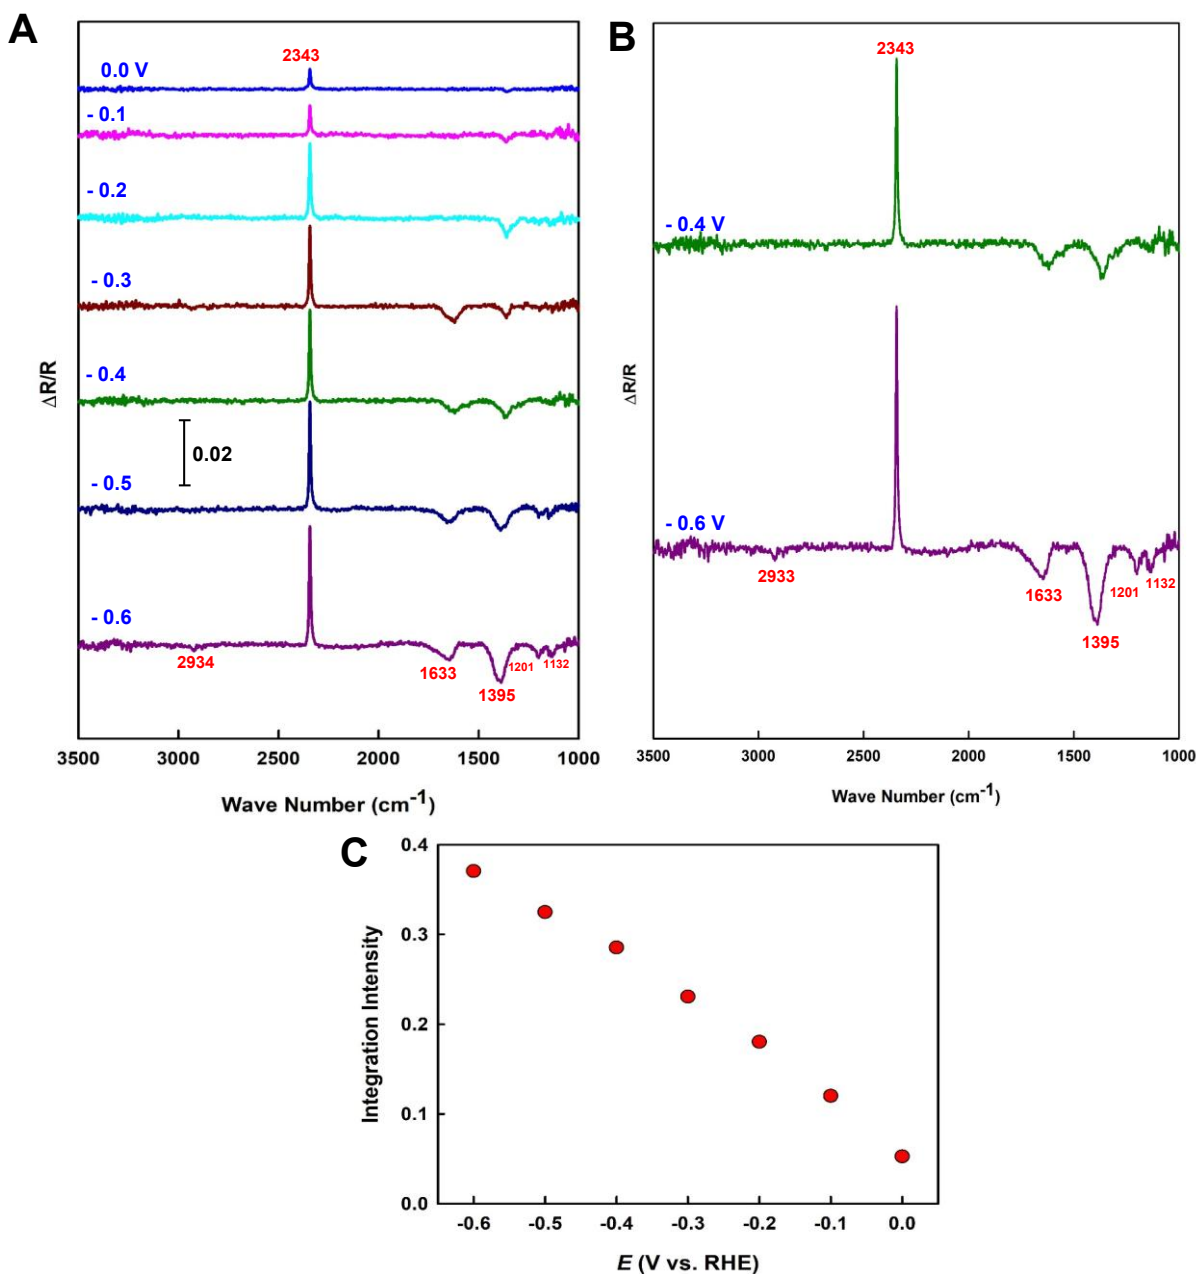 A
2343
0.0 V
- 0.1
- 0.2
- 0.3
- 0.4
0.02
- 0.5
- 0.6
2934
1633
1395
1201
1132
ΔR/R
3500 3000 2500 2000 1500 1000
Wave Number (cm-1)
B
2343
- 0.4 V
- 0.6 V
2933
1633
1395
1201
1132
ΔR/R
3500 3000 2500 2000 1500 1000
Wave Number (cm-1)
C
0.4
0.3
0.2
0.1
0.0
Integration Intensity
-0.6 -0.5 -0.4 -0.3 -0.2 -0.1 0.0
E (V vs. RHE)